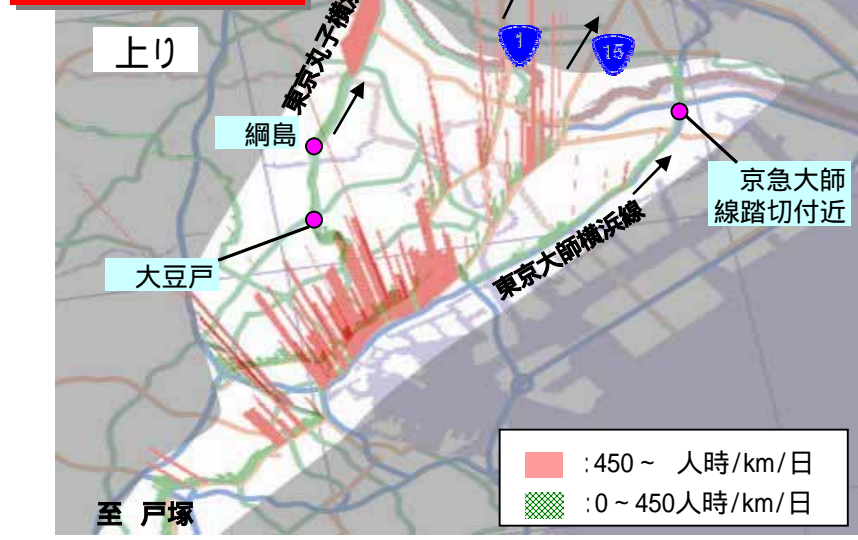 上り
東京丸子横浜
1
15
綱島
京急大師
線踏切付近
大豆戸
東京大師横浜線
:450~ 人時/km/日
:0~450人時/km/日
至 戸塚